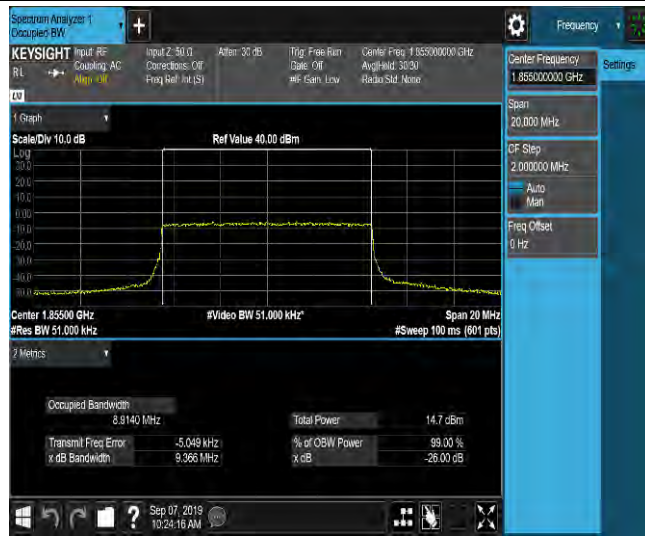 Spectrum Analyzer 1
Occupied BW
Frequency
KEYSIGHT Input: RF Input Z: 50 Ω Atten: 30 dB Trig: Free Run Center Freq: 1.855000000 GHz
RL Coupling: AC Corrections: Off Gate: Off Avg|Hold: 30/30
Align: Off Freq Ref: Int (S) #IF Gain: Low Radio Std: None
LXI
Center Frequency
1.855000000 GHz
Settings
Span
20.000 MHz
CF Step
2.000000 MHz
Auto
Man
Freq Offset
0 Hz
1 Graph
Scale/Div 10.0 dB Ref Value 40.00 dBm
Log
30.0
20.0
10.0
0.00
-10.0
-20.0
-30.0
-40.0
-50.0
Center 1.85500 GHz #Video BW 51.000 kHz* Span 20 MHz
#Res BW 51.000 kHz #Sweep 100 ms (601 pts)
2 Metrics
Occupied Bandwidth
8.9140 MHz Total Power 14.7 dBm
Transmit Freq Error -5.049 kHz % of OBW Power 99.00 %
x dB Bandwidth 9.366 MHz x dB -26.00 dB
?
Sep 07, 2019
10:24:16 AM